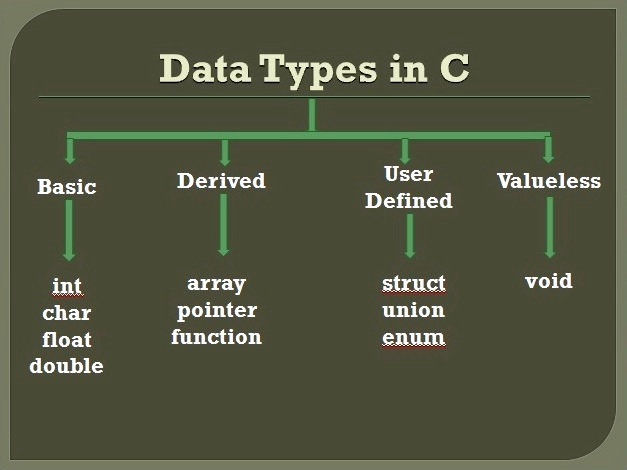 Data Types in C
Basic
Derived
User
Defined
Valueless
int
char
float
double
array
pointer
function
struct
union
enum
void